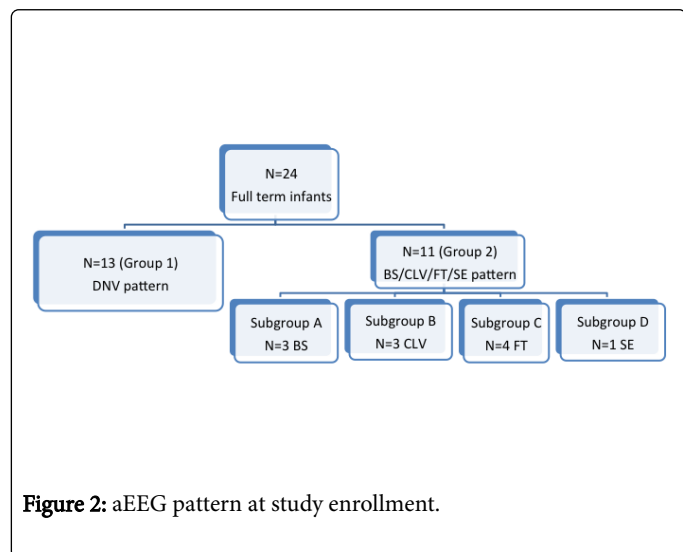 N=24
Full term infants
N=13 (Group 1)
DNV pattern
N=11 (Group 2)
BS/CLV/FT/SE pattern
Subgroup A
N=3 BS
Subgroup B
N=3 CLV
Subgroup C
N=4 FT
Subgroup D
N=1 SE
Figure 2: aEEG pattern at study enrollment.